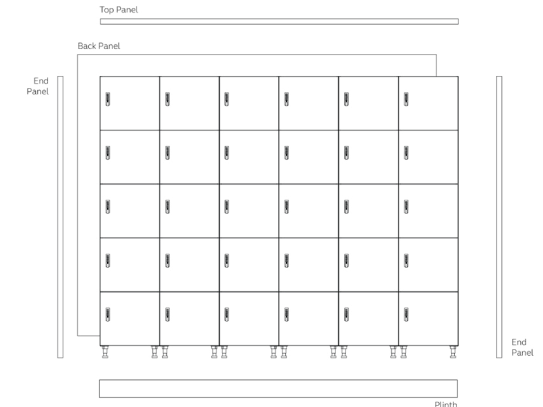 Top Panel
Back Panel
End
Panel
End
Panel
Plinth